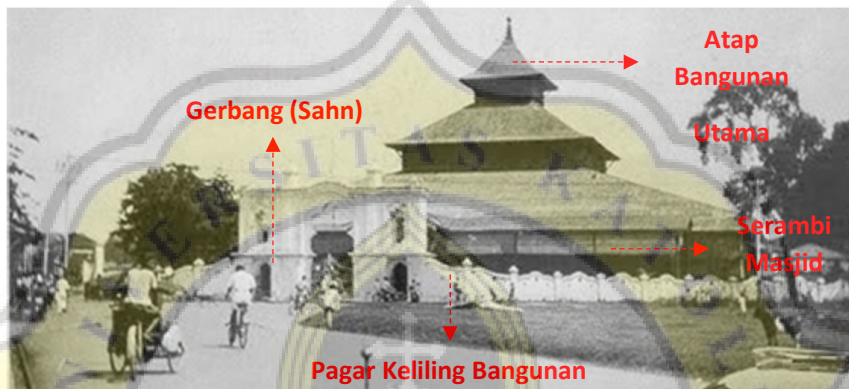 Atap
Bangunan
Utama
Gerbang (Sahn)
Serambi
Masjid
Pagar Keliling Bangunan